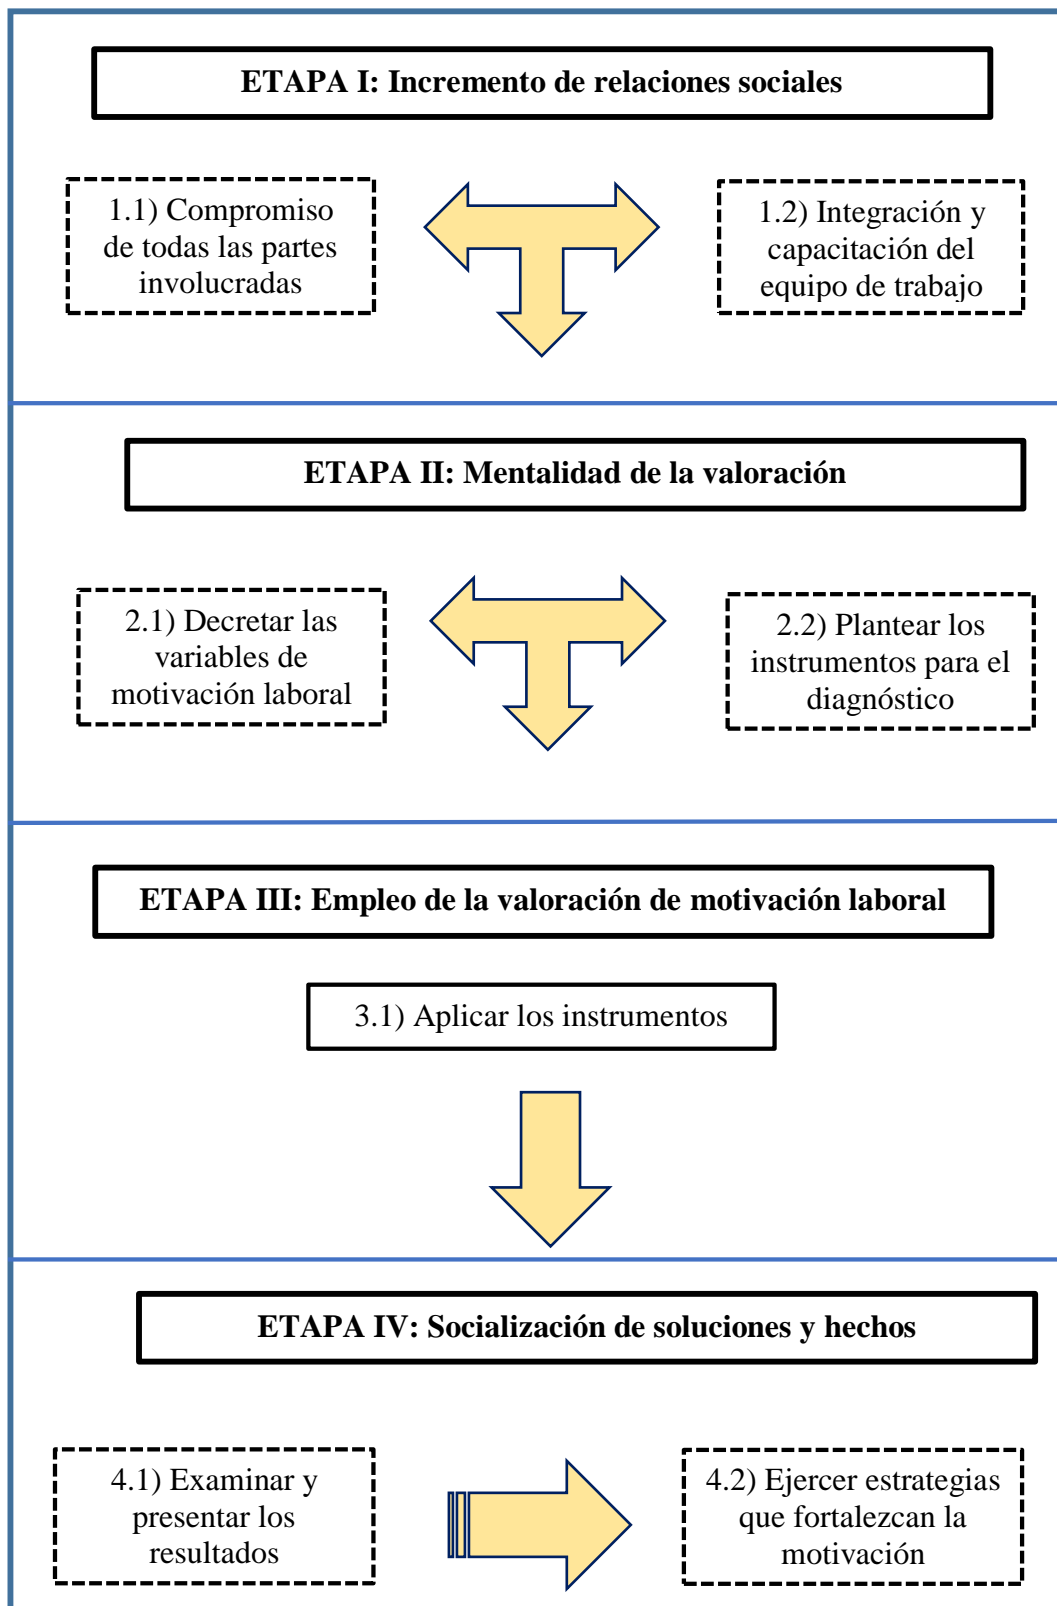 ETAPA I: Incremento de relaciones sociales
1.1) Compromiso
de todas las partes
involucradas
1.2) Integración y
capacitación del
equipo de trabajo
ETAPA II: Mentalidad de la valoración
2.1) Decretar las
variables de
motivación laboral
2.2) Plantear los
instrumentos para el
diagnóstico
ETAPA III: Empleo de la valoración de motivación laboral
3.1) Aplicar los instrumentos
ETAPA IV: Socialización de soluciones y hechos
4.1) Examinar y
presentar los
resultados
4.2) Ejercer estrategias
que fortalezcan la
motivación